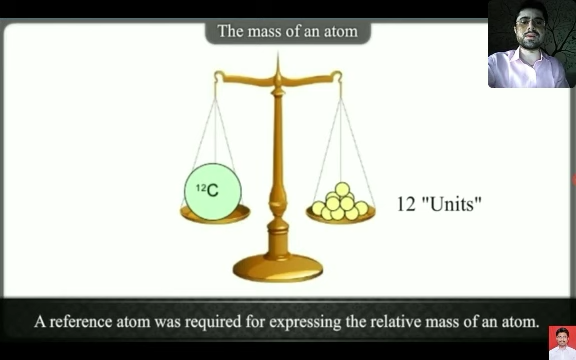 The mass of an atom
¹²C
12 "Units"
A reference atom was required for expressing the relative mass of an atom.